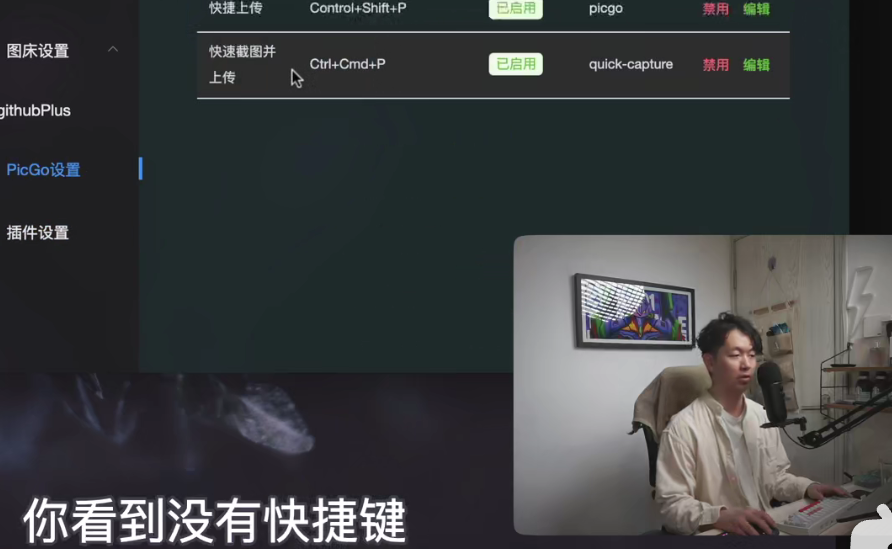 快捷上传 Control+Shift+P 已启用 picgo 禁用 编辑
图床设置
快速截图并
上传
Ctrl+Cmd+P 已启用 quick-capture 禁用 编辑
githubPlus
PicGo设置
插件设置
你看到没有快捷键